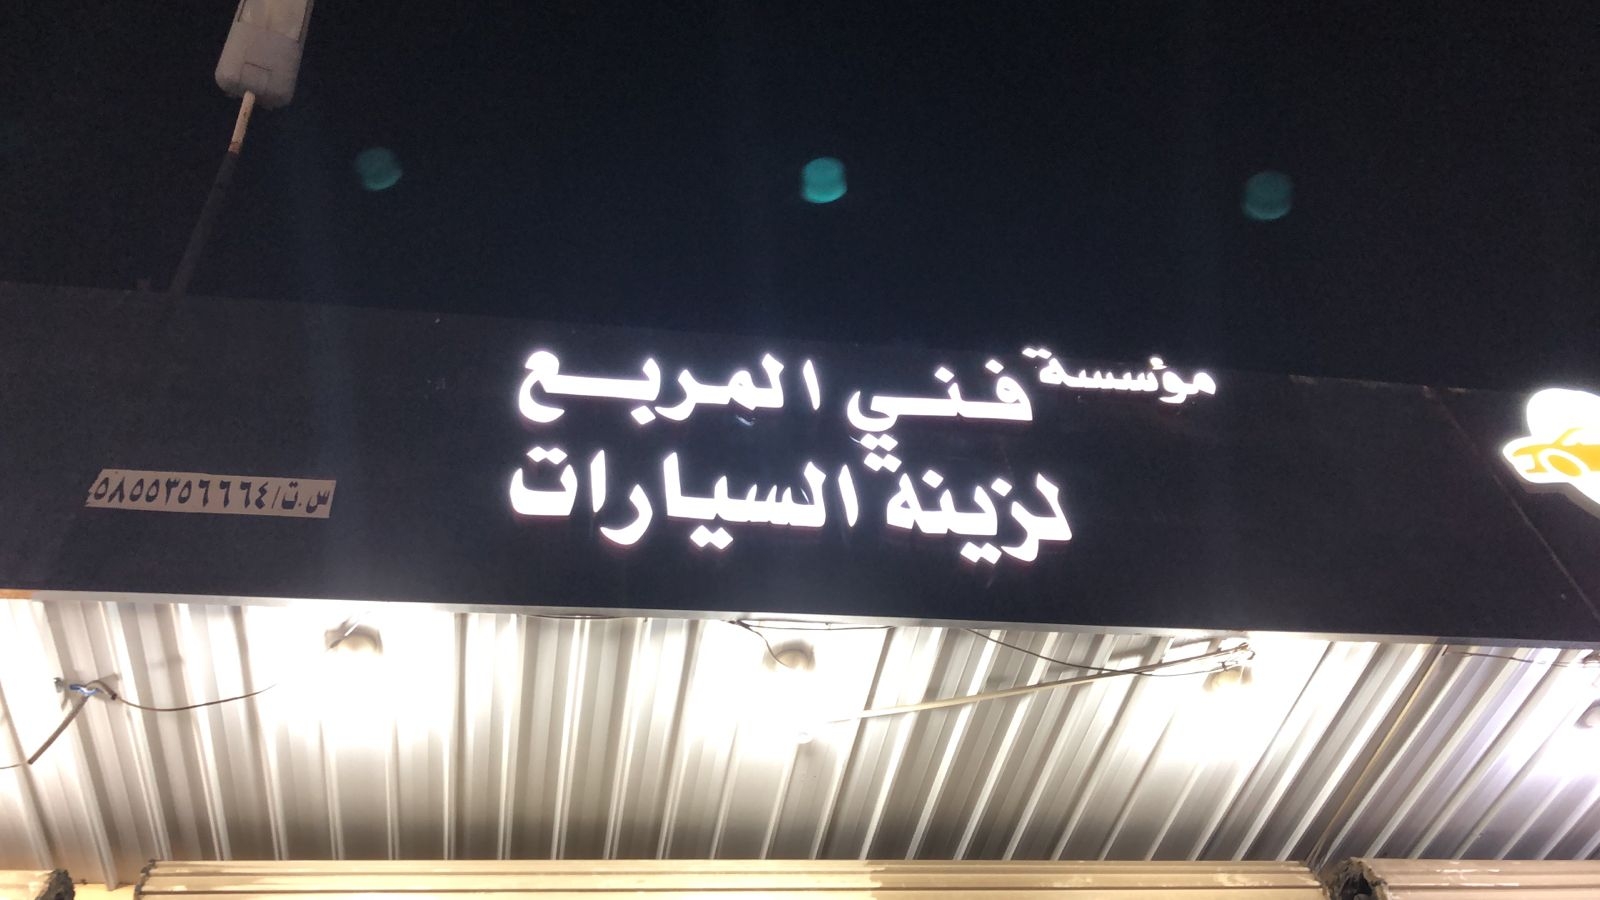 مؤسسة فني المربع
لزينة السيارات
س.ت/٥٨٥٥٣٥٦٦٦٤